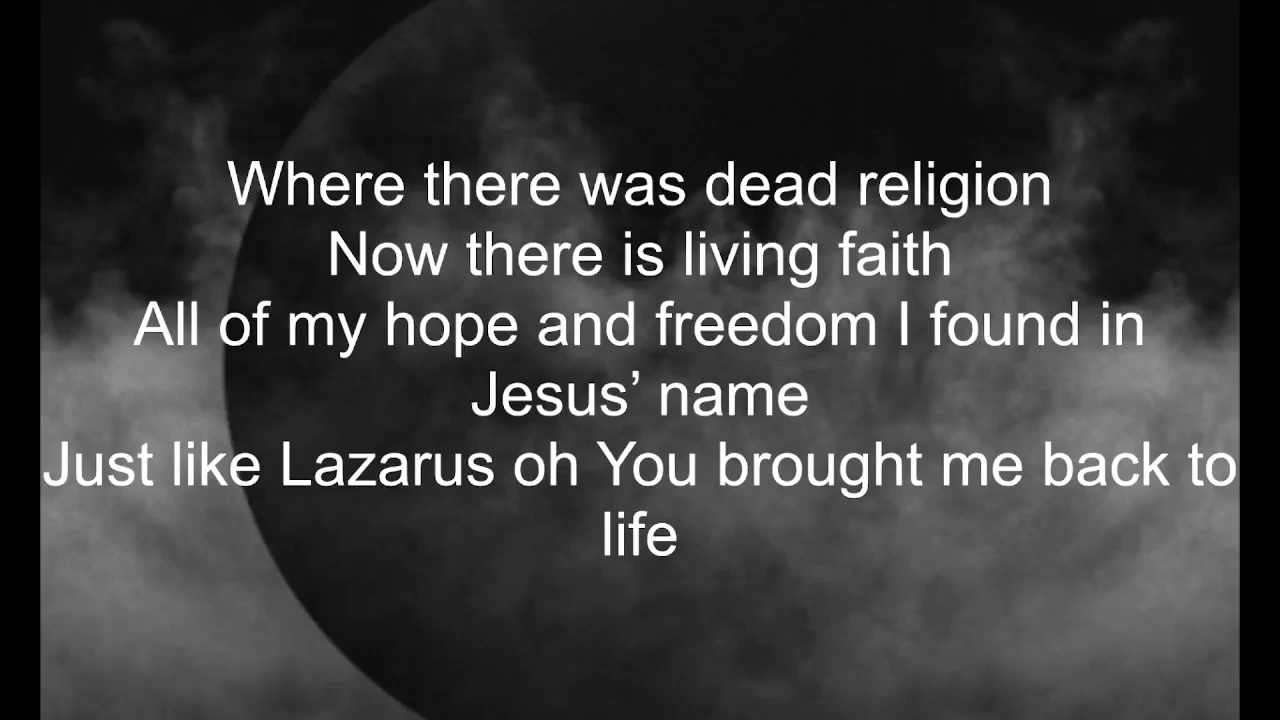 Where there was dead religion
Now there is living faith
All of my hope and freedom I found in
Jesus’ name
Just like Lazarus oh You brought me back to
life